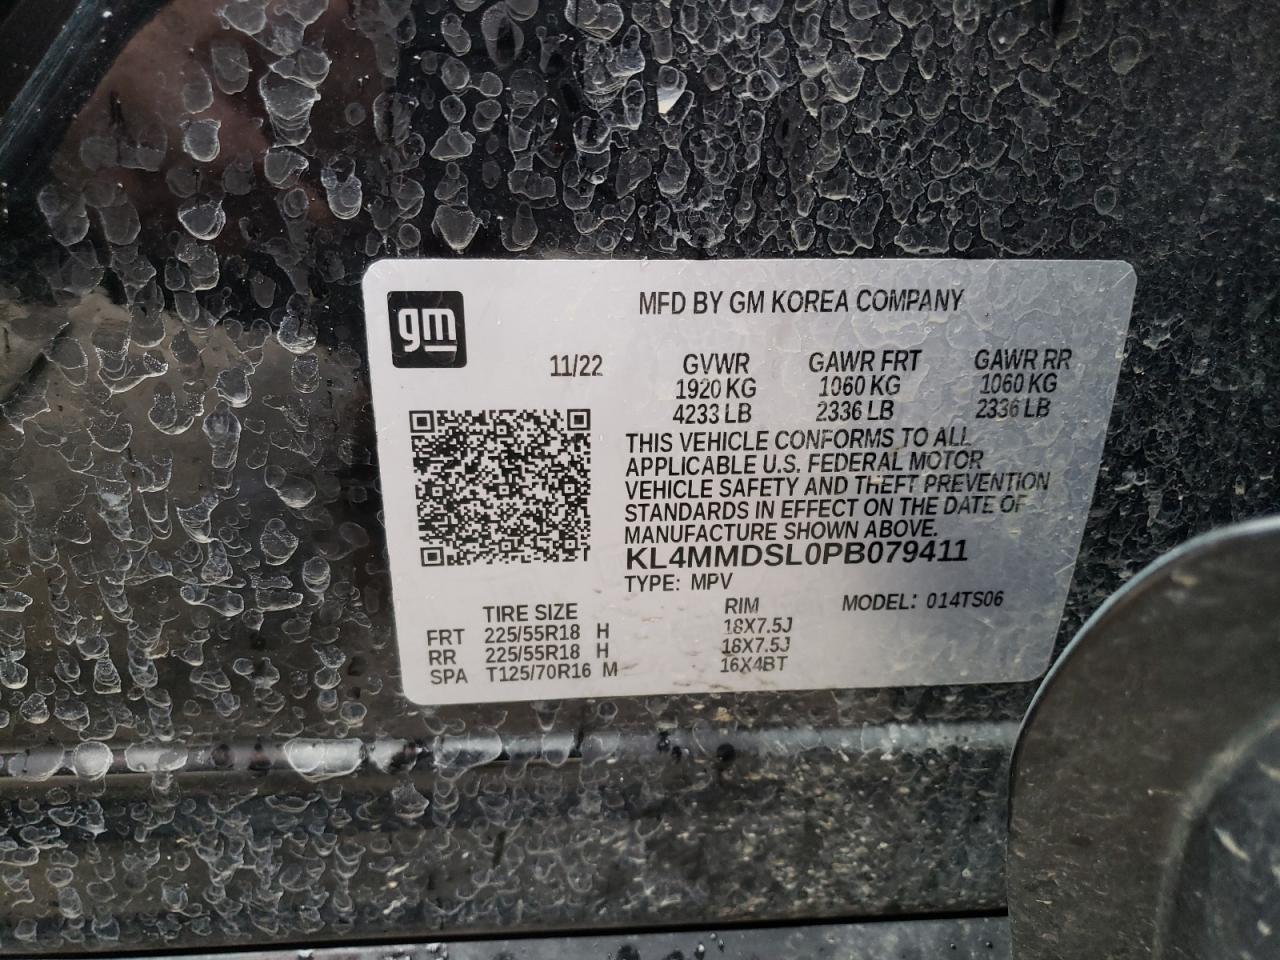 gm
MFD BY GM KOREA COMPANY
11/22 GVWR GAWR FRT GAWR RR
1920 KG 1060 KG 1060 KG
4233 LB 2336 LB 2336 LB
THIS VEHICLE CONFORMS TO ALL
APPLICABLE U.S. FEDERAL MOTOR
VEHICLE SAFETY AND THEFT PREVENTION
STANDARDS IN EFFECT ON THE DATE OF
MANUFACTURE SHOWN ABOVE.
KL4MMDSL0PB079411
TYPE: MPV
TIRE SIZE RIM MODEL: 014TS06
FRT 225/55R18 H 18X7.5J
RR 225/55R18 H 18X7.5J
SPA T125/70R16 M 16X4BT